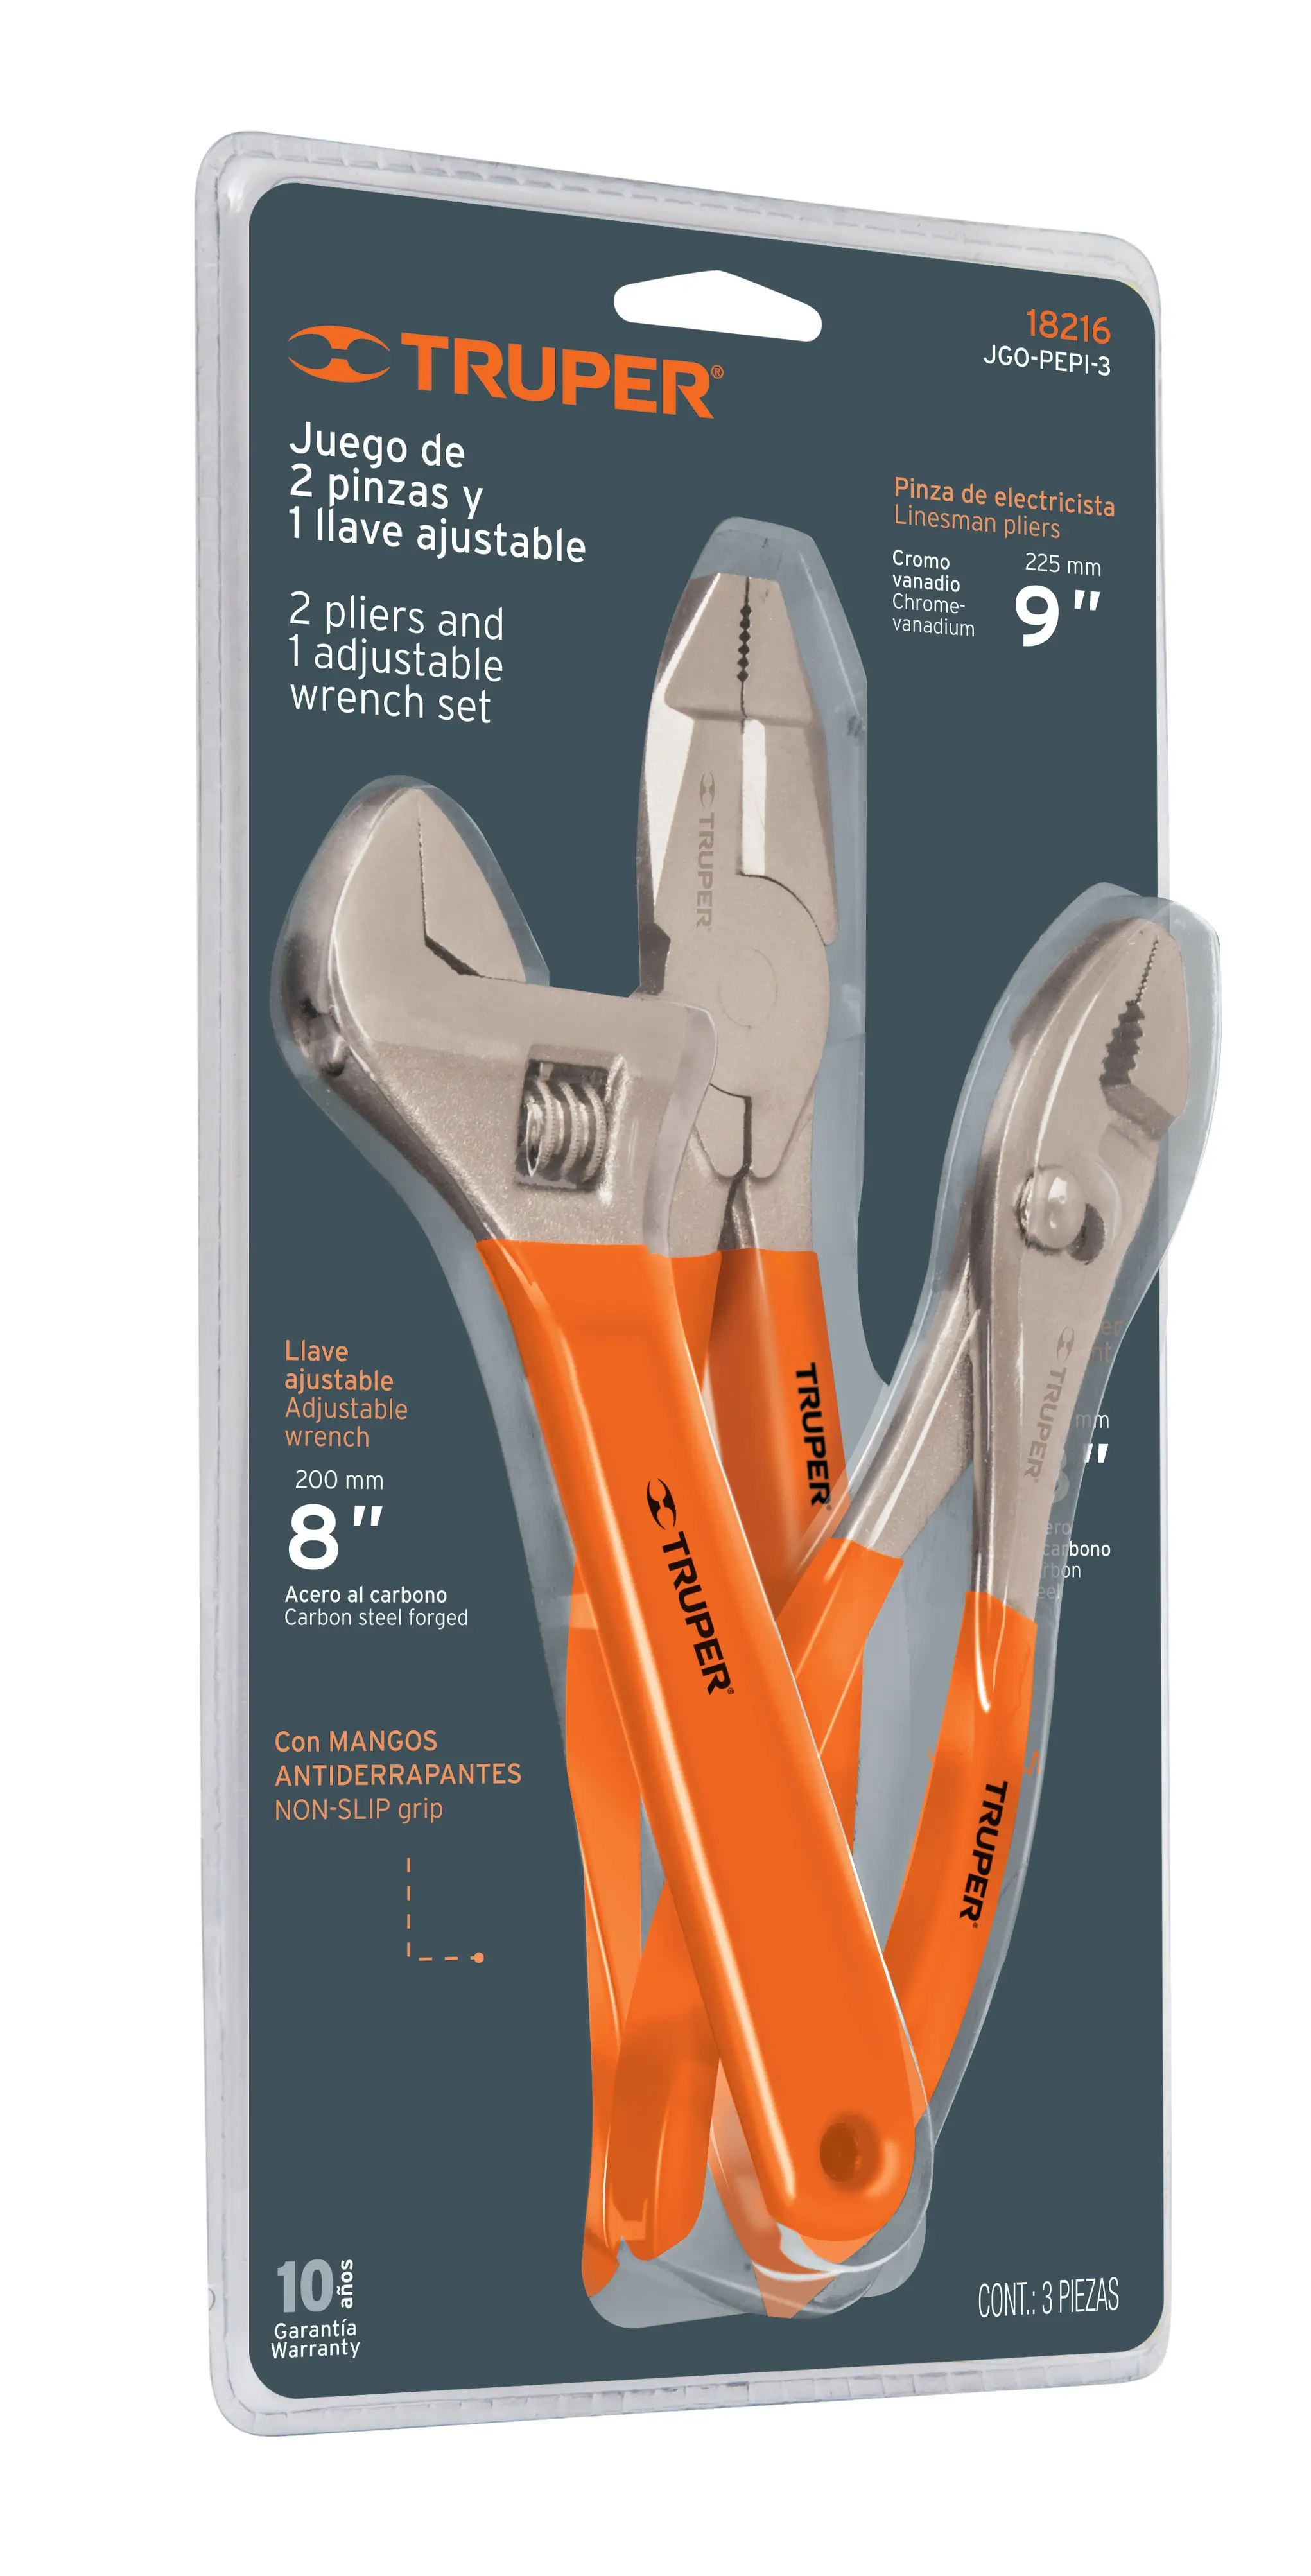 TRUPER®
18216
JGO-PEPI-3
Juego de
2 pinzas y
1 llave ajustable
2 pliers and
1 adjustable
wrench set
Pinza de electricista
Linesman pliers
Cromo
vanadio
Chrome-
vanadium
225 mm
9"
TRUPER
TRUPER
TRUPER
mm
"
Llave
ajustable
Adjustable
wrench
200 mm
8"
Acero al carbono
Carbon steel forged
TRUPER®
TRUPER®
Con MANGOS
ANTIDERRAPANTES
NON-SLIP grip
10 años
Garantía
Warranty
CONT.: 3 PIEZAS